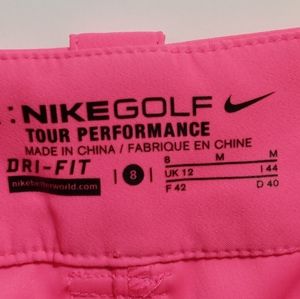 NIKEGOLF
TOUR PERFORMANCE
MADE IN CHINA / FABRIQUE EN CHINE
DRI-FIT
nikebetterworld.com
8
8 M M
UK 12 I 44
F 42 D 40